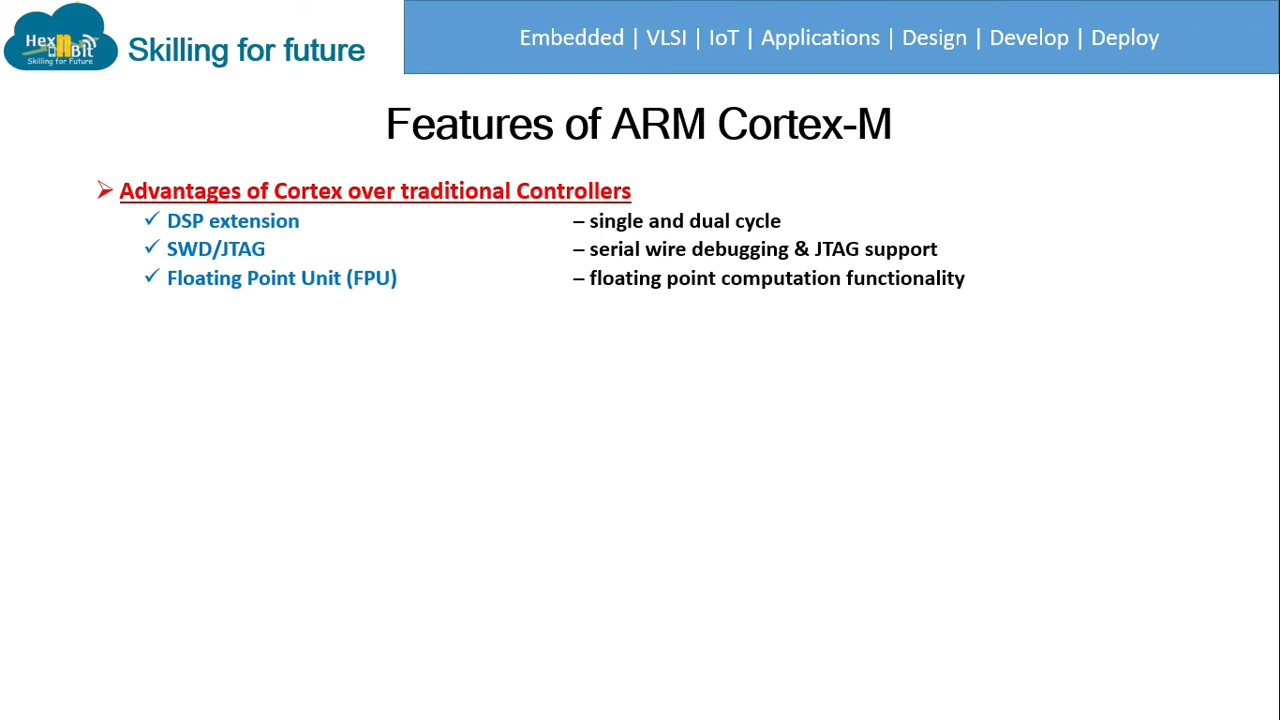 Hex n Bit
Skilling for Future
Skilling for future
Embedded | VLSI | IoT | Applications | Design | Develop | Deploy
Features of ARM Cortex-M
Advantages of Cortex over traditional Controllers
DSP extension – single and dual cycle
SWD/JTAG – serial wire debugging & JTAG support
Floating Point Unit (FPU) – floating point computation functionality